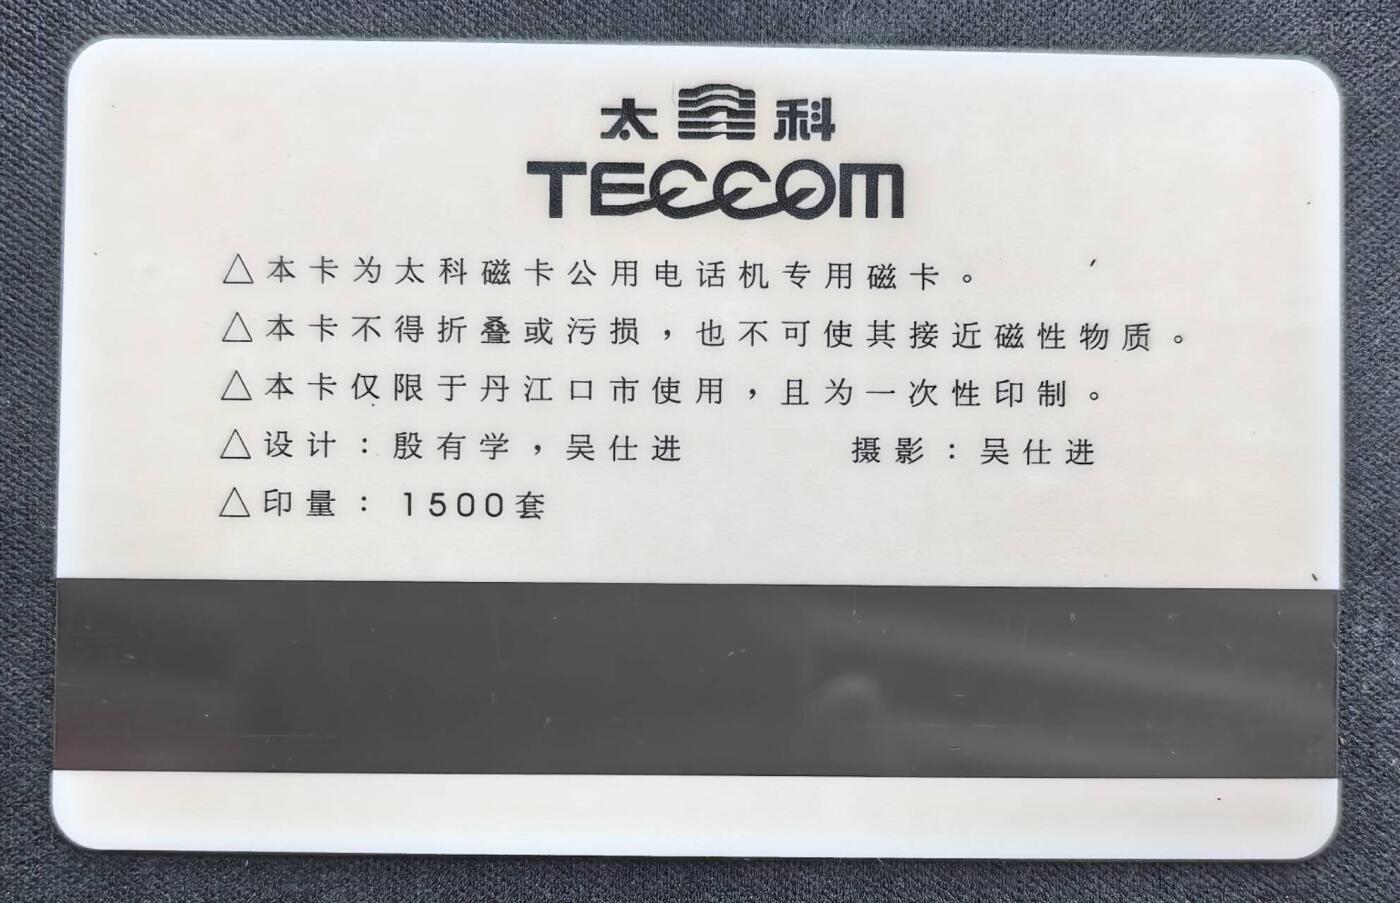 太科
TECCOM
△本卡为太科磁卡公用电话机专用磁卡。
△本卡不得折叠或污损，也不可使其接近磁性物质。
△本卡仅限于丹江口市使用，且为一次性印制。
△设计：殷有学，吴仕进 摄影：吴仕进
△印量：1500套